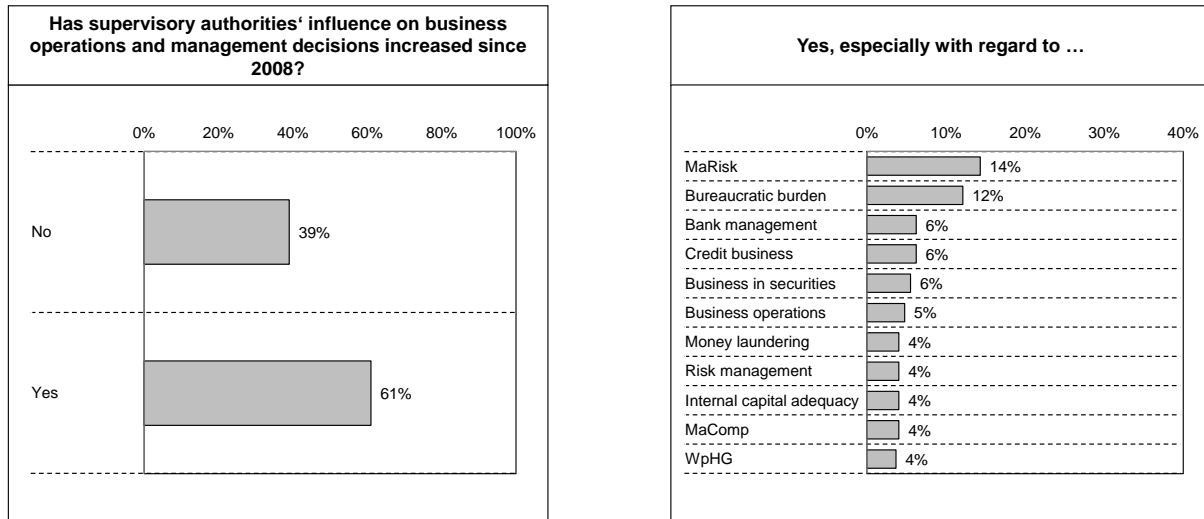 Has supervisory authorities‘ influence on business
operations and management decisions increased since
2008?
0% 20% 40% 60% 80% 100%
No 39%
Yes 61%
Yes, especially with regard to …
0% 10% 20% 30% 40%
MaRisk 14%
Bureaucratic burden 12%
Bank management 6%
Credit business 6%
Business in securities 6%
Business operations 5%
Money laundering 4%
Risk management 4%
Internal capital adequacy 4%
MaComp 4%
WpHG 4%